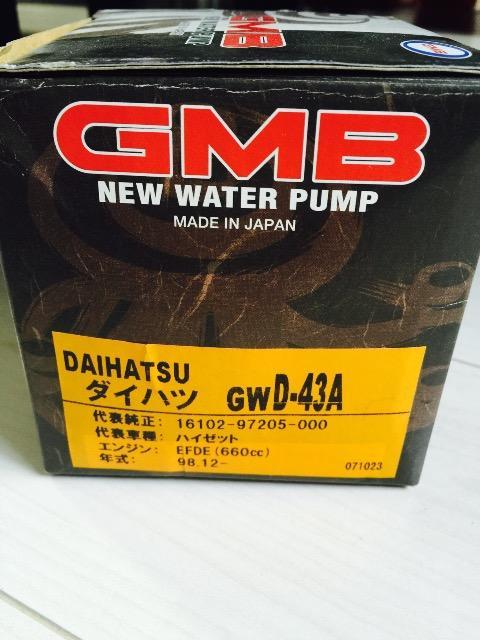 GMB
GMB
GMB
NEW WATER PUMP
MADE IN JAPAN
DAIHATSU
ダイハツ GWD-43A
代表純正: 16102-97205-000
代表車種: ハイゼット
エンジン: EFDE (660cc)
年式: 98.12-
071023